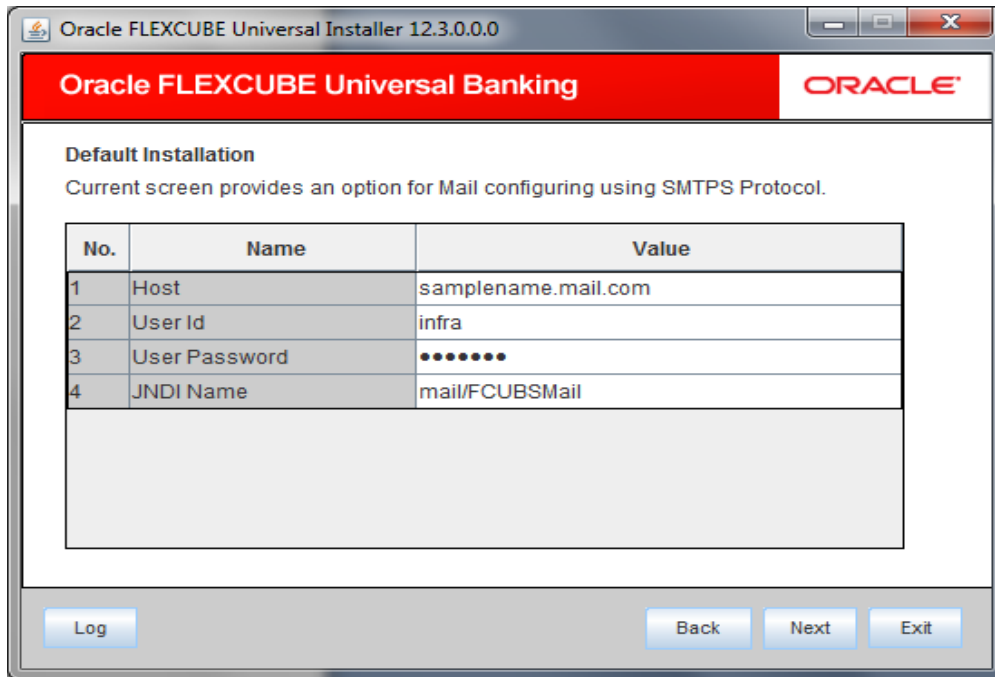 Oracle FLEXCUBE Universal Installer 12.3.0.0.0
Oracle FLEXCUBE Universal Banking
ORACLE
Default Installation
Current screen provides an option for Mail configuring using SMTPS Protocol.
No. Name Value
1 Host samplename.mail.com
2 User Id infra
3 User Password •••••••
4 JNDI Name mail/FCUBSMail
Log Back Next Exit